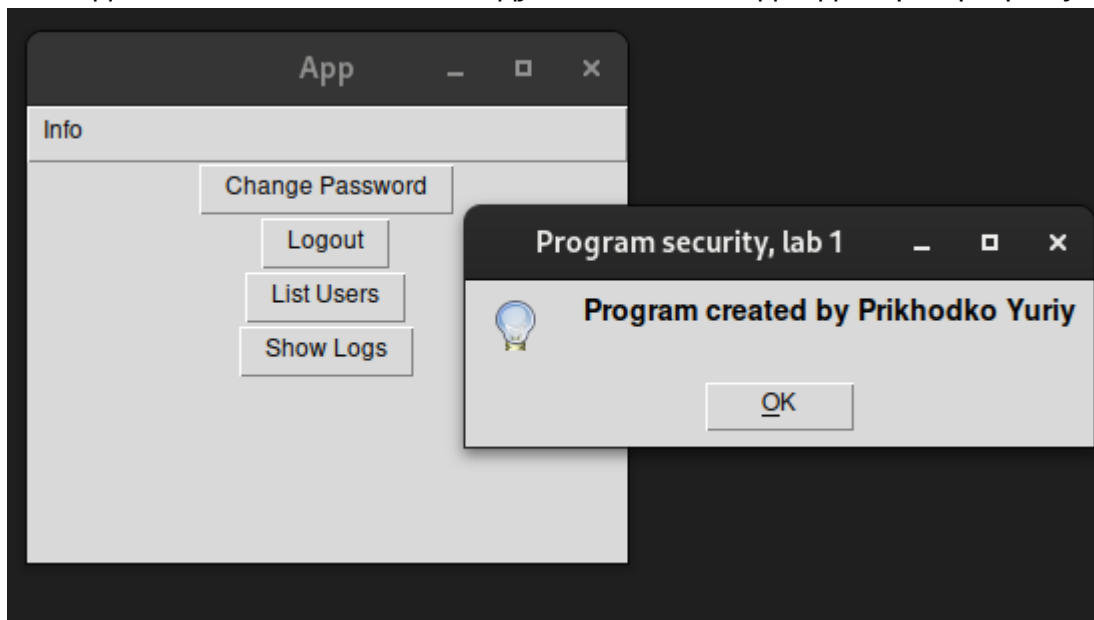 App
Info
Change Password
Logout
List Users
Show Logs
Program security, lab 1
Program created by Prikhodko Yuriy
OK